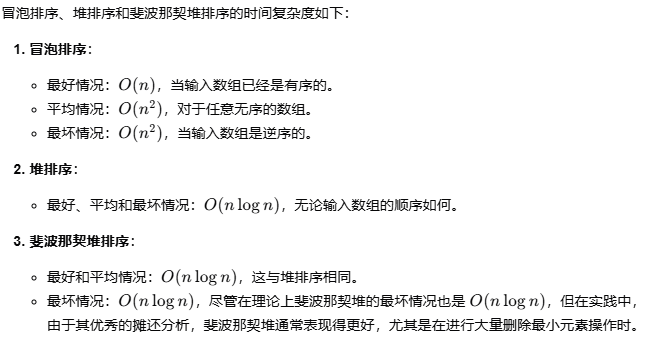 冒泡排序、堆排序和斐波那契堆排序的时间复杂度如下：
1. 冒泡排序：
◦ 最好情况：O(n)，当输入数组已经是有序的。
◦ 平均情况：O(n²)，对于任意无序的数组。
◦ 最坏情况：O(n²)，当输入数组是逆序的。
2. 堆排序：
◦ 最好、平均和最坏情况：O(n log n)，无论输入数组的顺序如何。
3. 斐波那契堆排序：
◦ 最好和平均情况：O(n log n)，这与堆排序相同。
◦ 最坏情况：O(n log n)，尽管在理论上斐波那契堆的最坏情况也是 O(n log n)，但在实践中，
由于其优秀的摊还分析，斐波那契堆通常表现得更好，尤其是在进行大量删除最小元素操作时。